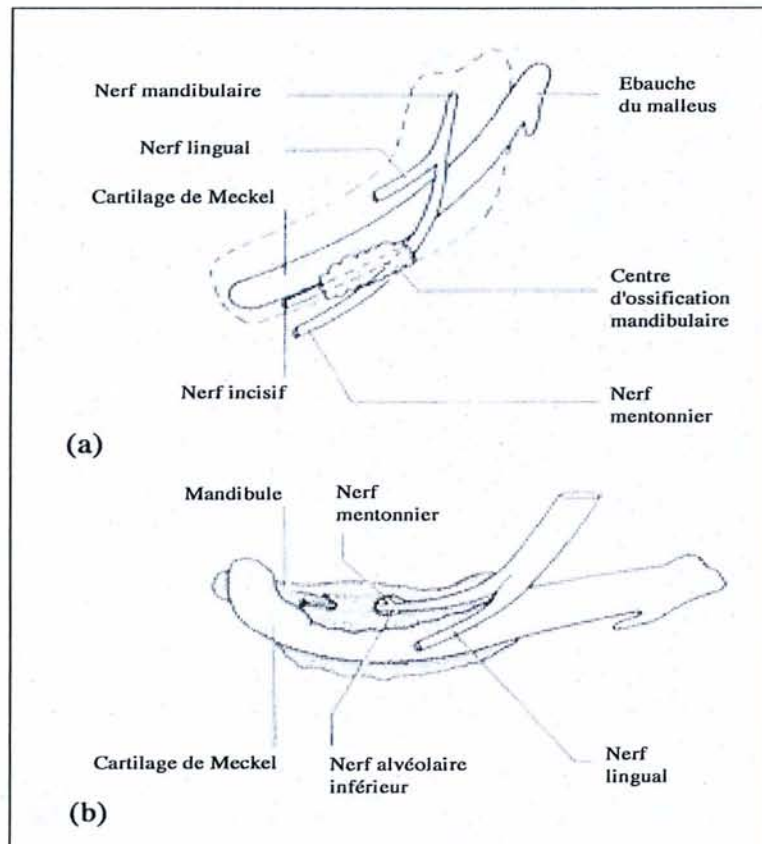 Nerf mandibulaire
Ebauche
du malleus
Nerf lingual
Cartilage de Meckel
Centre
d'ossification
mandibulaire
Nerf incisif
Nerf
mentonnier
(a)
Mandibule
Nerf
mentonnier
Cartilage de Meckel
Nerf alvéolaire
inférieur
Nerf
lingual
(b)